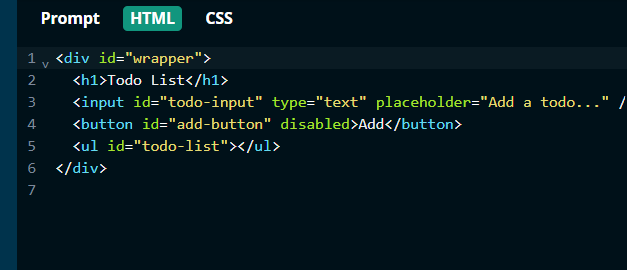 Prompt HTML CSS
1 <div id="wrapper">
2 <h1>Todo List</h1>
3 <input id="todo-input" type="text" placeholder="Add a todo..." /
4 <button id="add-button" disabled>Add</button>
5 <ul id="todo-list"></ul>
6 </div>
7